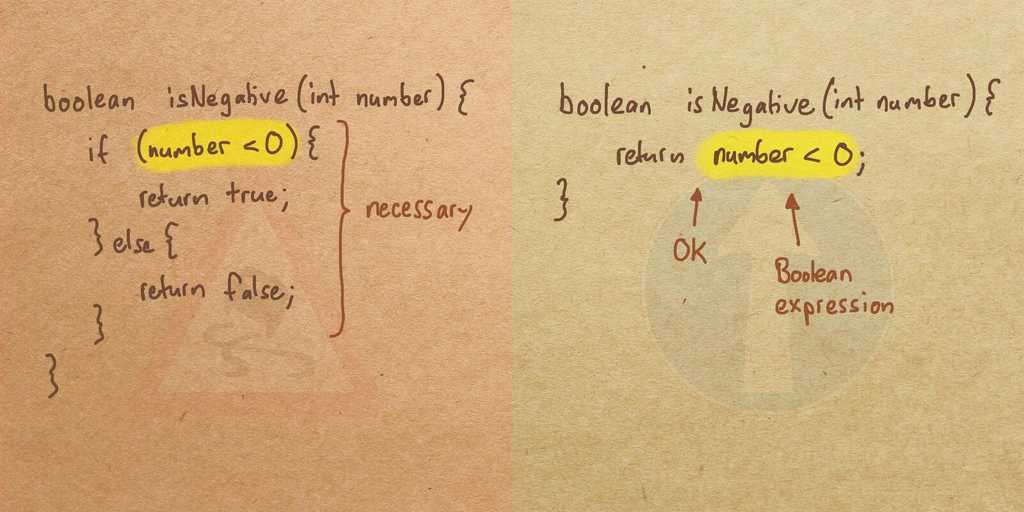 boolean isNegative(int number) {
if (number < 0) {
return true;
} else {
return false;
}
}
necessary
boolean isNegative(int number) {
return number < 0;
}
OK
Boolean
expression